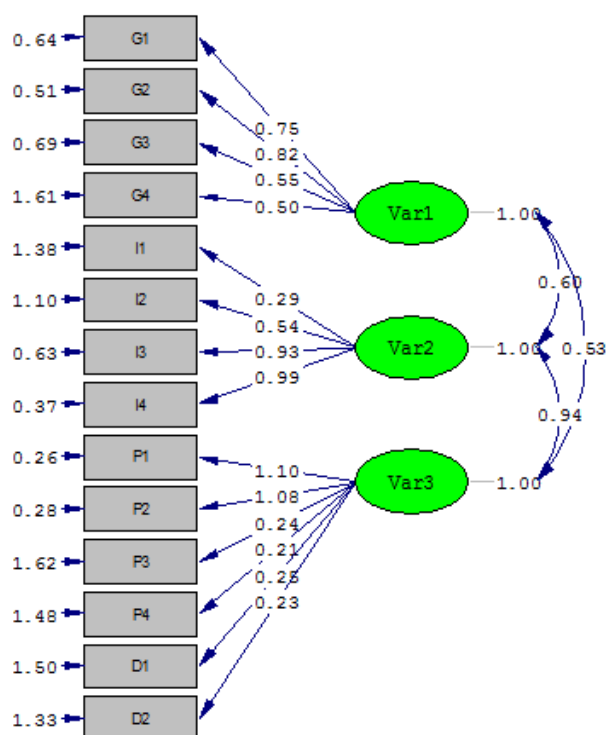 0.64 G1
0.51 G2
0.75
0.69 G3
0.82
0.55
1.61 G4
0.50
Var1 1.00
1.38 I1
0.60
1.10 I2
0.29
0.54
0.63 I3
0.93
Var2 1.00 0.53
0.99
0.37 I4
0.94
0.26 P1
1.10
Var3 1.00
0.28 P2
1.08
0.24
1.62 P3
0.21
0.25
1.48 P4
0.23
1.50 D1
1.33 D2